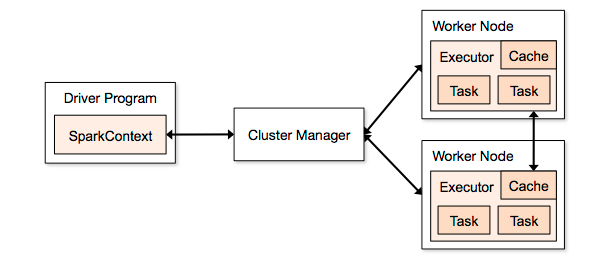 Driver Program
SparkContext
Cluster Manager
Worker Node
Executor
Cache
Task
Task
Worker Node
Executor
Cache
Task
Task